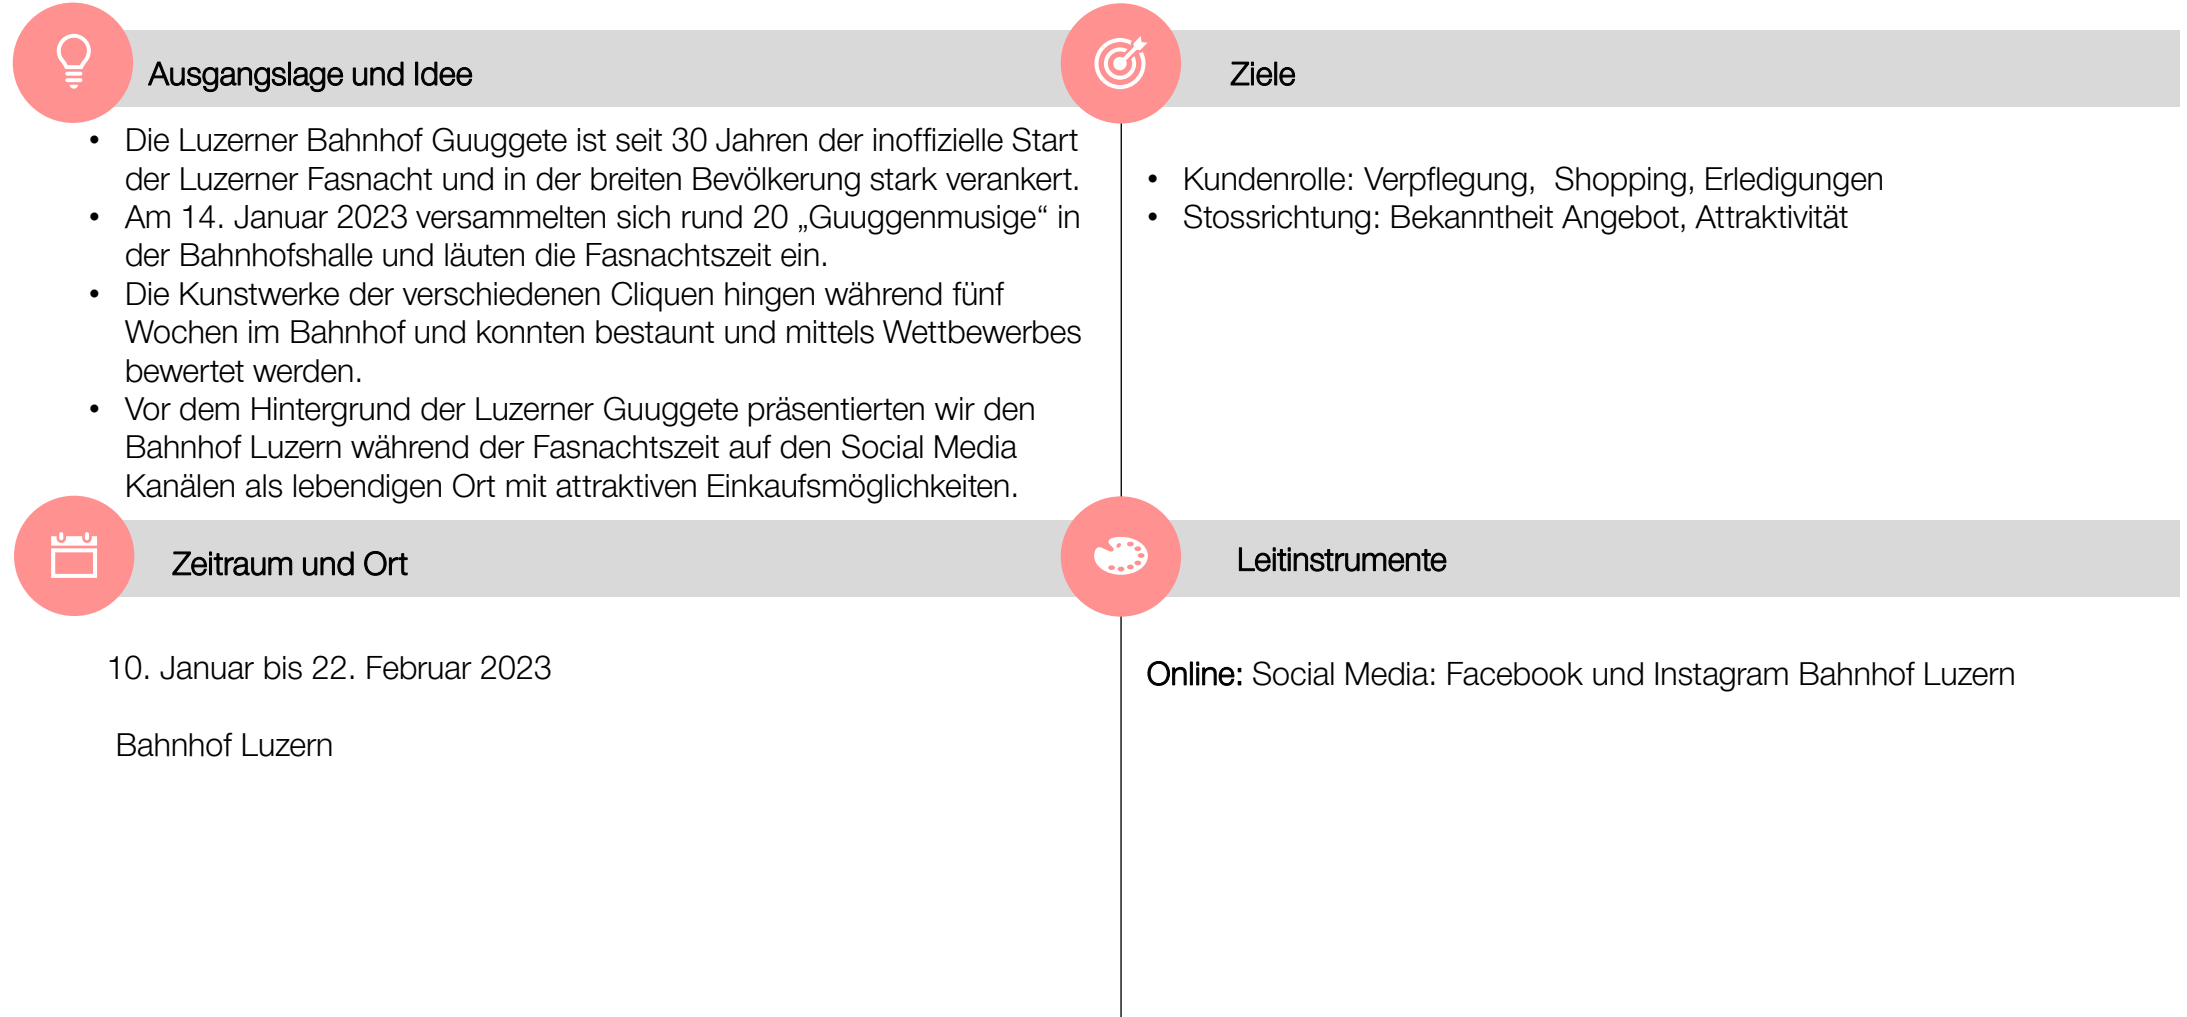 Ausgangslage und Idee
• Die Luzerner Bahnhof Guuggete ist seit 30 Jahren der inoffizielle Start
der Luzerner Fasnacht und in der breiten Bevölkerung stark verankert.
• Am 14. Januar 2023 versammelten sich rund 20 „Guuggenmusige“ in
der Bahnhofshalle und läuten die Fasnachtszeit ein.
• Die Kunstwerke der verschiedenen Cliquen hingen während fünf
Wochen im Bahnhof und konnten bestaunt und mittels Wettbewerbes
bewertet werden.
• Vor dem Hintergrund der Luzerner Guuggete präsentierten wir den
Bahnhof Luzern während der Fasnachtszeit auf den Social Media
Kanälen als lebendigen Ort mit attraktiven Einkaufsmöglichkeiten.
Ziele
• Kundenrolle: Verpflegung,  Shopping, Erledigungen
• Stossrichtung: Bekanntheit Angebot, Attraktivität
Zeitraum und Ort
10. Januar bis 22. Februar 2023
Bahnhof Luzern
Leitinstrumente
Online: Social Media: Facebook und Instagram Bahnhof Luzern